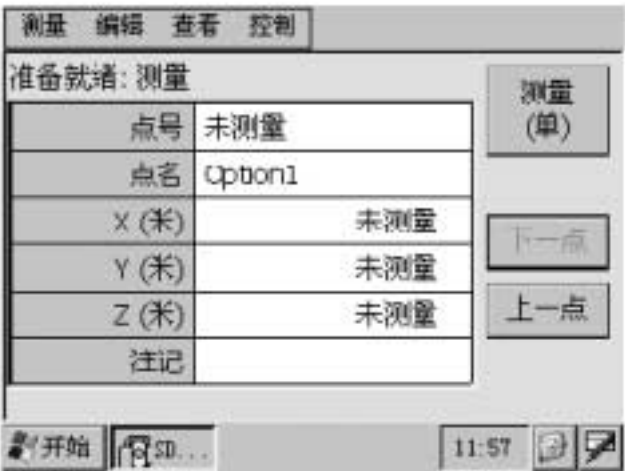 测量 编辑 查看 控制
准备就绪: 测量
测量
(单)
点号 未测量
点名 Option1
X (米) 未测量
Y (米) 未测量
下一点
Z (米) 未测量
上一点
注记
开始 SD... 11:57